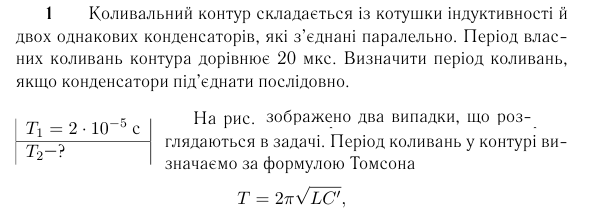 1 Коливальний контур складається із котушки індуктивності й
двох однакових конденсаторів, які з'єднані паралельно. Період влас-
них коливань контура дорівнює 20 мкс. Визначити період коливань,
якщо конденсатори під'єднати послідовно.
T₁ = 2 · 10⁻⁵ с
T₂−?
На рис. зображено два випадки, що роз-
глядаються в задачі. Період коливань у контурі ви-
значаємо за формулою Томсона
T = 2π√LC′,